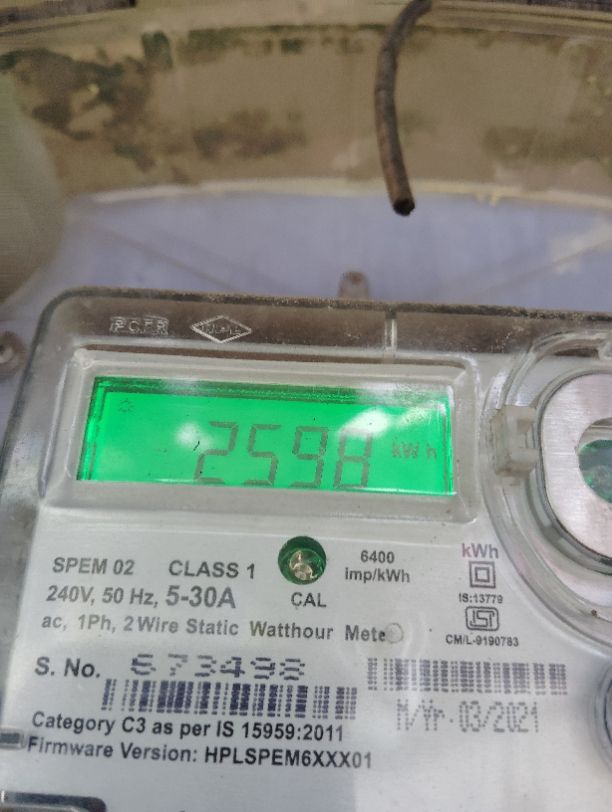 2598 kWh
SPEM 02 CLASS 1 6400 kWh
240V, 50 Hz, 5-30A imp/kWh
CAL IS:13779
ac, 1Ph, 2 Wire Static Watthour Meter
CM/L-9190783
S. No. 673498
M/Yr-03/2021
Category C3 as per IS 15959:2011
Firmware Version: HPLSPEM6XXX01